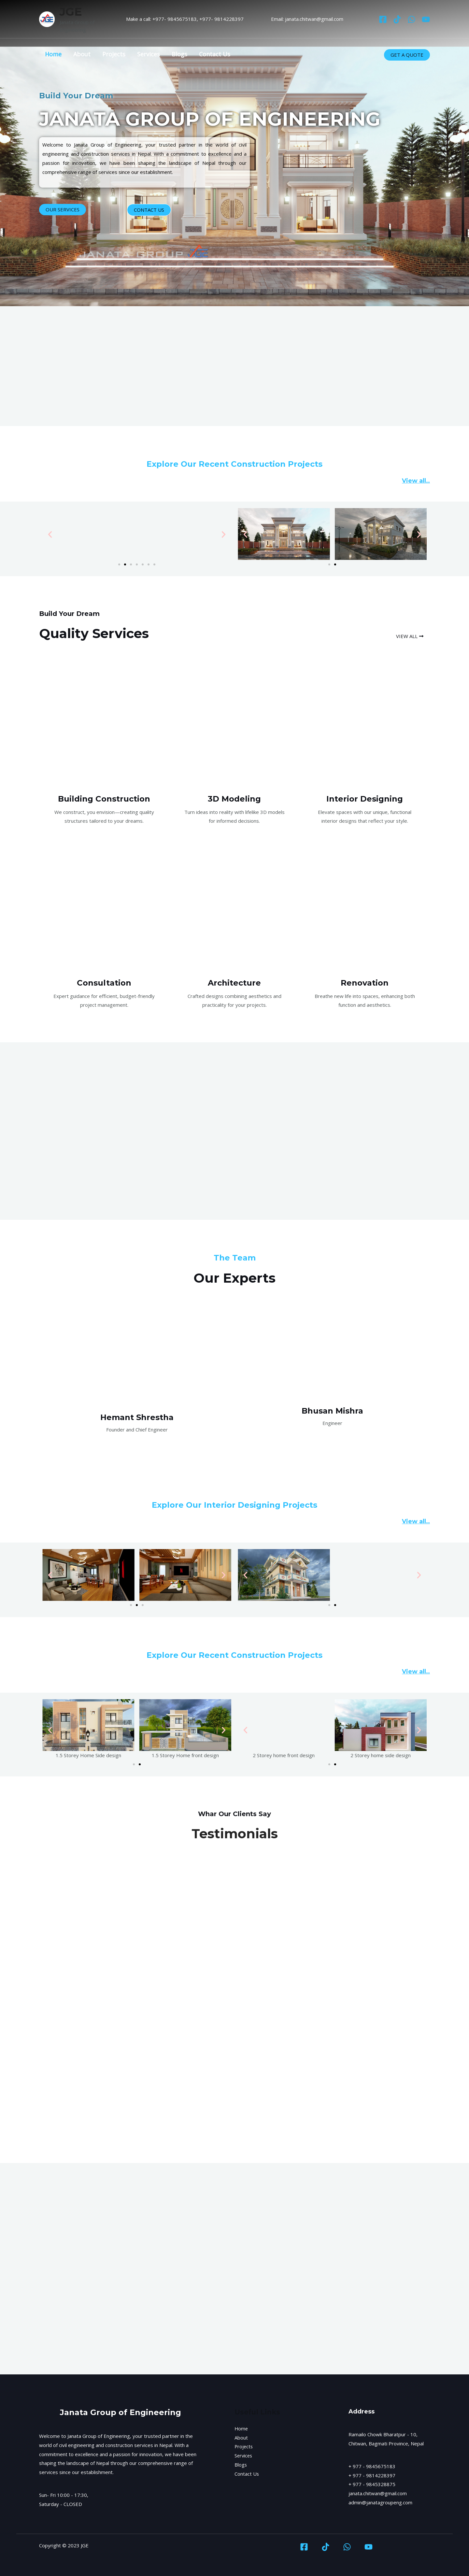 JGE
Make a call: +977- 9845675183, +977- 9814228397
Email: janata.chitwan@gmail.com
Home
About
Projects
Services
Blogs
Contact Us
GET A QUOTE
Build Your Dream
JANATA GROUP OF ENGINEERING
Welcome to Janata Group of Engineering, your trusted partner in the world of civil
engineering and construction services in Nepal. With a commitment to excellence and a
passion for innovation, we have been shaping the landscape of Nepal through our
comprehensive range of services since our establishment.
OUR SERVICES
CONTACT US
JANATA GROUP
Explore Our Recent Construction Projects
View all...
Build Your Dream
Quality Services
VIEW ALL
Building Construction
We construct, you envision—creating quality
structures tailored to your dreams.
3D Modeling
Turn ideas into reality with lifelike 3D models
for informed decisions.
Interior Designing
Elevate spaces with our unique, functional
interior designs that reflect your style.
Consultation
Expert guidance for efficient, budget-friendly
project management.
Architecture
Crafted designs combining aesthetics and
practicality for your projects.
Renovation
Breathe new life into spaces, enhancing both
function and aesthetics.
The Team
Our Experts
Hemant Shrestha
Founder and Chief Engineer
Bhusan Mishra
Engineer
Explore Our Interior Designing Projects
View all...
Explore Our Recent Construction Projects
View all...
1.5 Storey Home Side design
1.5 Storey Home front design
2 Storey home front design
2 Storey home side design
Whar Our Clients Say
Testimonials
Janata Group of Engineering
Welcome to Janata Group of Engineering, your trusted partner in the
world of civil engineering and construction services in Nepal. With a
commitment to excellence and a passion for innovation, we have been
shaping the landscape of Nepal through our comprehensive range of
services since our establishment.
Sun- Fri 10:00 - 17:30,
Saturday - CLOSED
Home
About
Projects
Services
Blogs
Contact Us
Address
Ramailo Chowk Bharatpur - 10,
Chitwan, Bagmati Province, Nepal
+ 977 - 9845675183
+ 977 - 9814228397
+ 977 - 9845328875
janata.chitwan@gmail.com
admin@janatagroupeng.com
Copyright © 2023 JGE